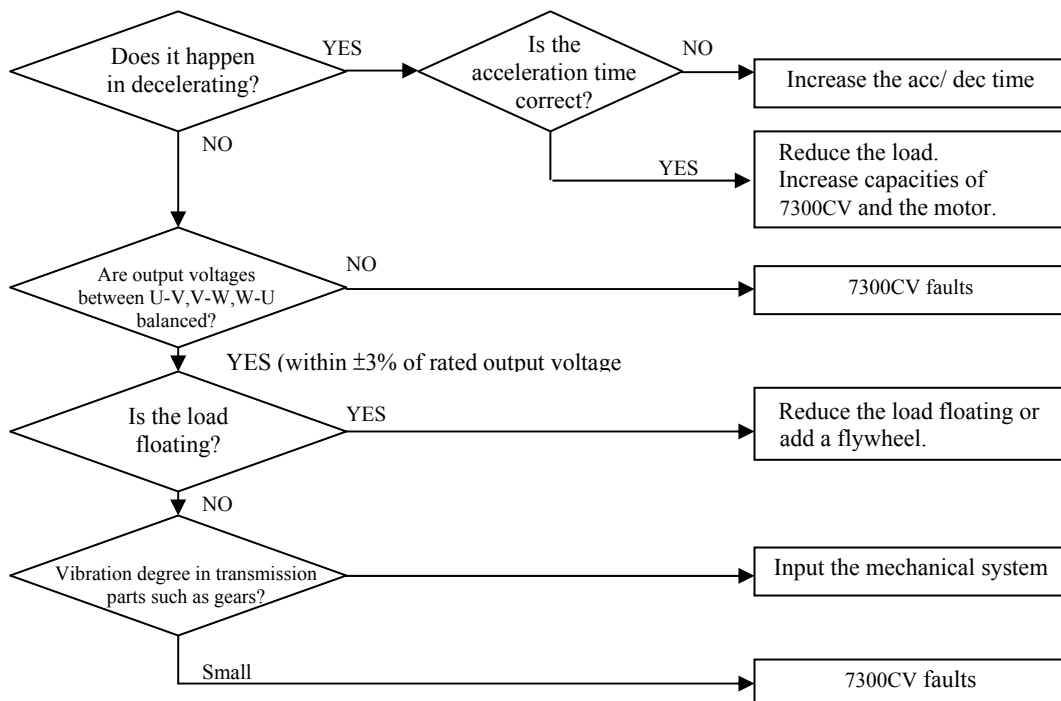 Does it happen
in decelerating?
YES
Is the
acceleration time
correct?
NO
Increase the acc/ dec time
NO
YES
Reduce the load.
Increase capacities of
7300CV and the motor.
Are output voltages
between U-V,V-W,W-U
balanced?
NO
7300CV faults
YES (within ±3% of rated output voltage
Is the load
floating?
YES
Reduce the load floating or
add a flywheel.
NO
Vibration degree in transmission
parts such as gears?
Input the mechanical system
Small
7300CV faults